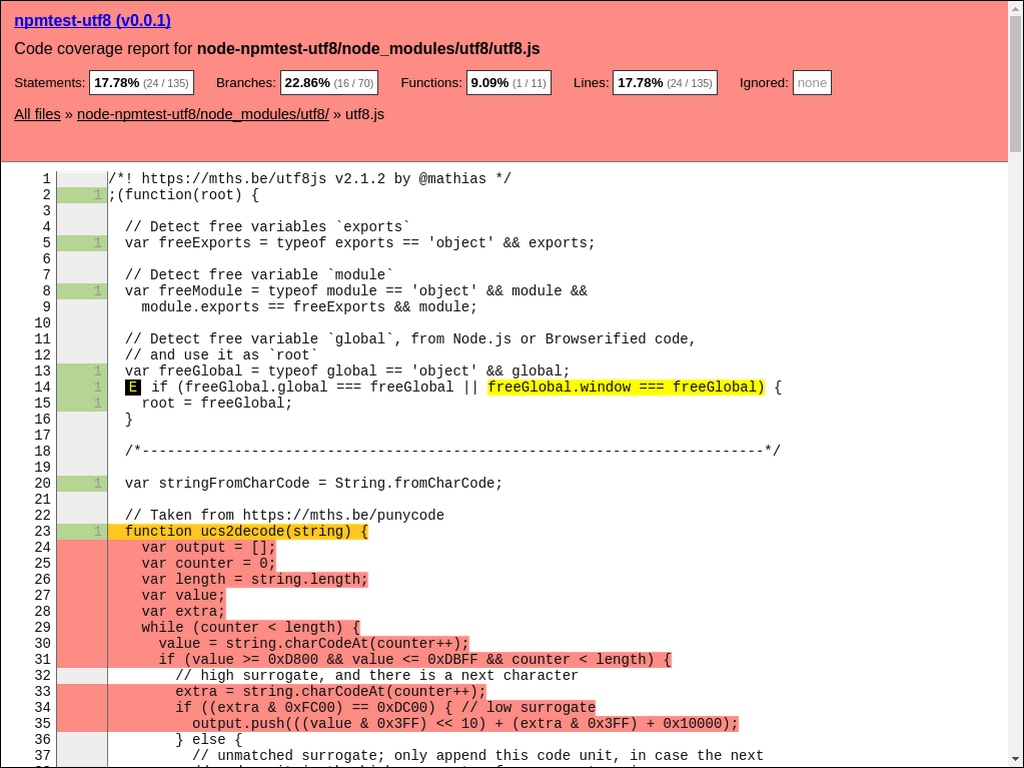 npmtest-utf8 (v0.0.1)
Code coverage report for node-npmtest-utf8/node_modules/utf8/utf8.js
Statements: 17.78% (24 / 135) Branches: 22.86% (16 / 70) Functions: 9.09% (1 / 11) Lines: 17.78% (24 / 135) Ignored: none
All files » node-npmtest-utf8/node_modules/utf8/ » utf8.js
1 /*! https://mths.be/utf8js v2.1.2 by @mathias */
2 1 ;(function(root) {
3
4 // Detect free variables `exports`
5 1 var freeExports = typeof exports == 'object' && exports;
6
7 // Detect free variable `module`
8 1 var freeModule = typeof module == 'object' && module &&
9 module.exports == freeExports && module;
10
11 // Detect free variable `global`, from Node.js or Browserified code,
12 // and use it as `root`
13 1 var freeGlobal = typeof global == 'object' && global;
14 1 E if (freeGlobal.global === freeGlobal || freeGlobal.window === freeGlobal) {
15 1 root = freeGlobal;
16 }
17
18 /*--------------------------------------------------------------------------*/
19
20 1 var stringFromCharCode = String.fromCharCode;
21
22 // Taken from https://mths.be/punycode
23 1 function ucs2decode(string) {
24 var output = [];
25 var counter = 0;
26 var length = string.length;
27 var value;
28 var extra;
29 while (counter < length) {
30 value = string.charCodeAt(counter++);
31 if (value >= 0xD800 && value <= 0xDBFF && counter < length) {
32 // high surrogate, and there is a next character
33 extra = string.charCodeAt(counter++);
34 if ((extra & 0xFC00) == 0xDC00) { // low surrogate
35 output.push(((value & 0x3FF) << 10) + (extra & 0x3FF) + 0x10000);
36 } else {
37 // unmatched surrogate; only append this code unit, in case the next